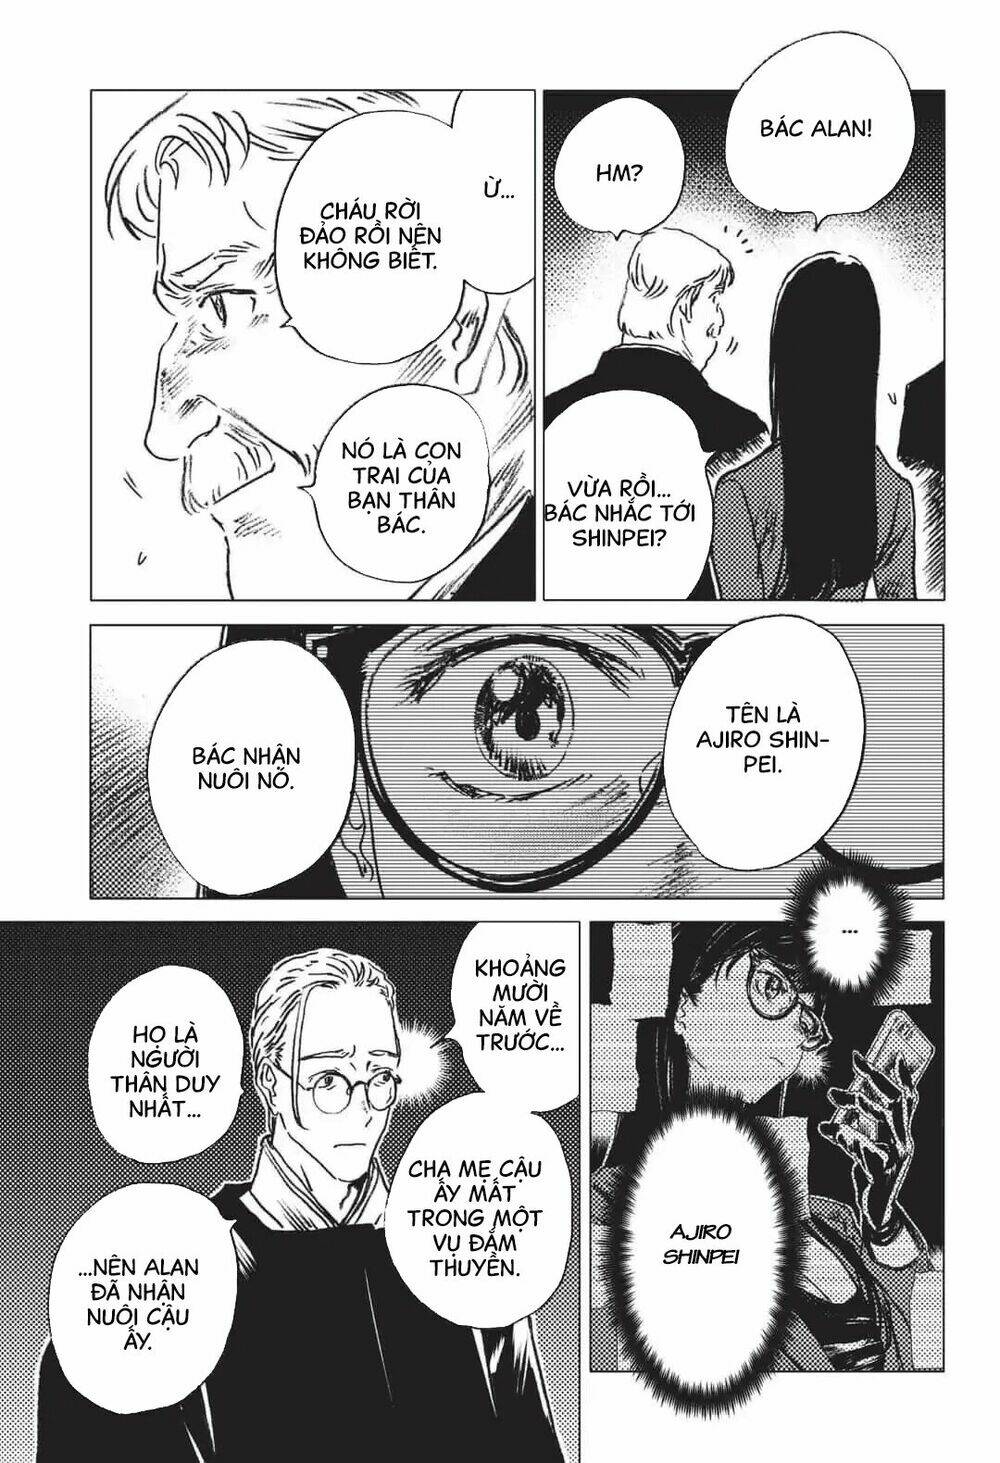 BÁC ALAN!
HM?
VỪA RỒI...
BÁC NHẮC TỚI
SHINPEI?
Ừ...
CHÁU RỜI
ĐẢO RỒI NÊN
KHÔNG BIẾT.
NÓ LÀ CON
TRAI CỦA
BẠN THÂN
BÁC.
TÊN LÀ
AJIRO SHIN-
PEI.
BÁC NHẬN
NUÔI NÓ.
...
AJIRO
SHINPEI
KHOẢNG
MƯỜI
NĂM VỀ
TRƯỚC...
CHA MẸ CẬU
ẤY MẤT
TRONG MỘT
VỤ ĐẮM
THUYỀN.
HỌ LÀ
NGƯỜI
THÂN DUY
NHẤT...
...NÊN ALAN
ĐÃ NHẬN
NUÔI CẬU
ẤY.